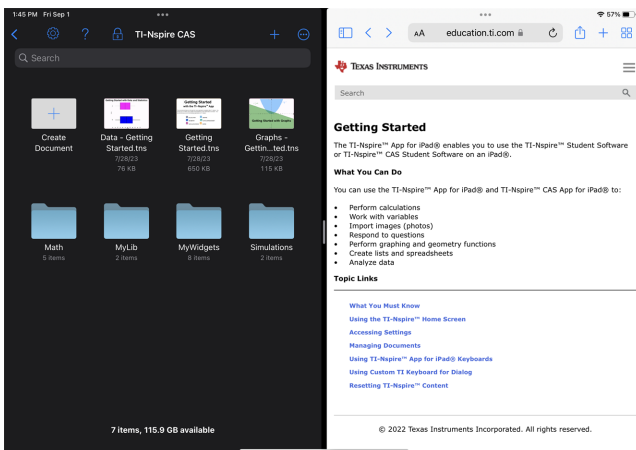 1:45 PM Fri Sep 1
TI-Nspire CAS
Search
Create Document
Data - Getting Started.tns
7/28/23
76 KB
Getting Started.tns
7/28/23
650 KB
Graphs - Gettin...ted.tns
7/28/23
115 KB
Math
5 items
MyLib
2 items
MyWidgets
8 items
Simulations
2 items
7 items, 115.9 GB available
57%
AA
education.ti.com
TEXAS INSTRUMENTS
Search
Getting Started
The TI-Nspire™ App for iPad® enables you to use the TI-Nspire™ Student Software
or TI-Nspire™ CAS Student Software on an iPad®.
What You Can Do
You can use the TI-Nspire™ App for iPad® and TI-Nspire™ CAS App for iPad® to:
• Perform calculations
• Work with variables
• Import images (photos)
• Respond to questions
• Perform graphing and geometry functions
• Create lists and spreadsheets
• Analyze data
Topic Links
What You Must Know
Using the TI-Nspire™ Home Screen
Accessing Settings
Managing Documents
Using TI-Nspire™ App for iPad® Keyboards
Using Custom TI Keyboard for Dialog
Resetting TI-Nspire™ Content
© 2022 Texas Instruments Incorporated. All rights reserved.